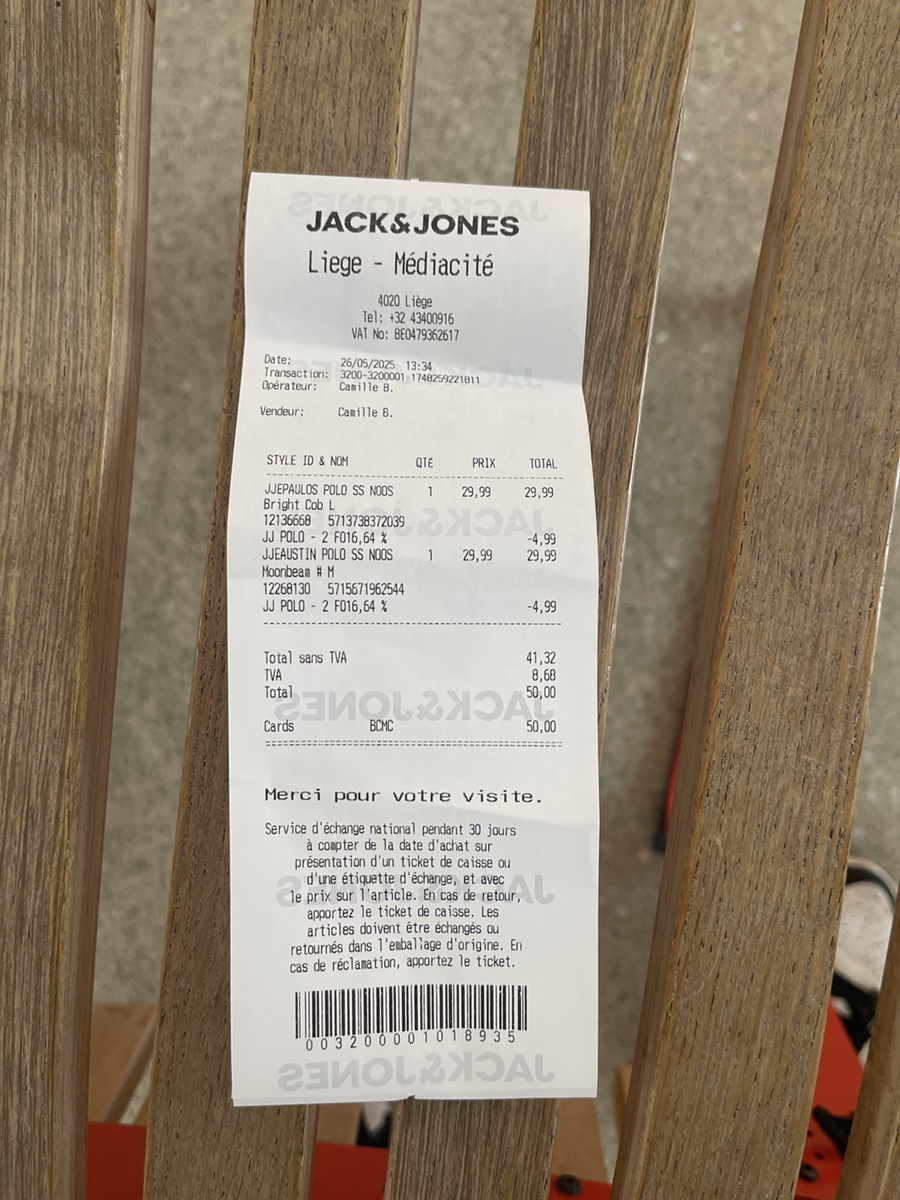 JACK&JONES
Liege - Médiacité
4020 Liège
Tel: +32 43400916
VAT No: BE0479362617
Date: 26/05/2025 13:34
Transaction: 3200-3200001-1748259221811
Opérateur: Camille B.
Vendeur: Camille B.
STYLE ID & NOM QTÉ PRIX TOTAL
JJEPAULOS POLO SS NOOS 1 29,99 29,99
Bright Cob L
12136668 5713738372039
JJ POLO - 2 FO16,64 % -4,99
JJEAUSTIN POLO SS NOOS 1 29,99 29,99
Moonbeam # M
12268130 5715671962544
JJ POLO - 2 FO16,64 % -4,99
Total sans TVA 41,32
TVA 8,68
Total 50,00
Cards BCMC 50,00
Merci pour votre visite.
Service d'échange national pendant 30 jours
à compter de la date d'achat sur
présentation d'un ticket de caisse ou
d'une étiquette d'échange, et avec
le prix sur l'article. En cas de retour,
apportez le ticket de caisse. Les
articles doivent être échangés ou
retournés dans l'emballage d'origine. En
cas de réclamation, apportez le ticket.
003200001018935
JACK&JONES